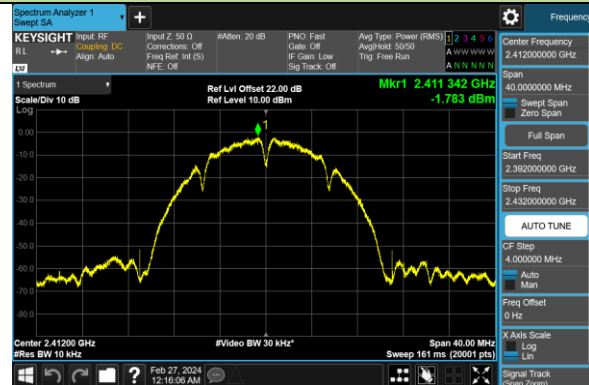 Spectrum Analyzer 1
Swept SA
Frequency
KEYSIGHT
RL
LXI
Input: RF
Coupling: DC
Align: Auto
Input Z: 50 Ω
Corrections: Off
Freq Ref: Int (S)
NFE: Off
#Atten: 20 dB
PNO: Fast
Gate: Off
IF Gain: Low
Sig Track: Off
Avg Type: Power (RMS)
Avg|Hold: 50/50
Trig: Free Run
1 2 3 4 5 6
A W W W W W
A N N N N N
1 Spectrum
Scale/Div 10 dB
Log
Ref Lvl Offset 22.00 dB
Ref Level 10.00 dBm
Mkr1 2.411 342 GHz
-1.783 dBm
1
0.00
-10.0
-20.0
-30.0
-40.0
-50.0
-60.0
-70.0
-80.0
Center 2.41200 GHz
#Res BW 10 kHz
#Video BW 30 kHz*
Span 40.00 MHz
Sweep 161 ms (20001 pts)
Center Frequency
2.412000000 GHz
Span
40.0000000 MHz
Swept Span
Zero Span
Full Span
Start Freq
2.392000000 GHz
Stop Freq
2.432000000 GHz
AUTO TUNE
CF Step
4.000000 MHz
Auto
Man
Freq Offset
0 Hz
X Axis Scale
Log
Lin
Signal Track
(Span Zoom)
Feb 27, 2024
12:16:06 AM